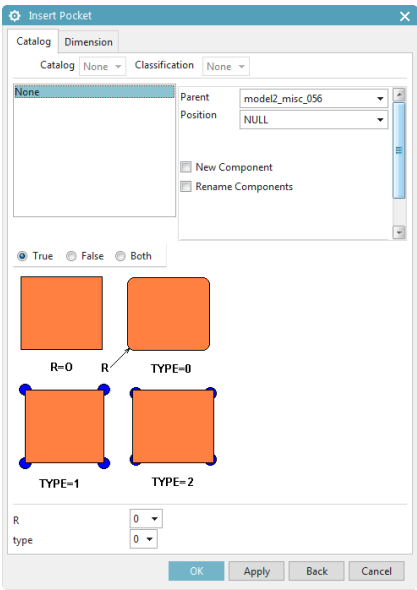 Insert Pocket
Catalog Dimension
Catalog None Classification None
None
Parent model2_misc_056
Position NULL
New Component
Rename Components
True False Both
R=0 R TYPE=0
TYPE=1 TYPE=2
R 0
type 0
OK Apply Back Cancel